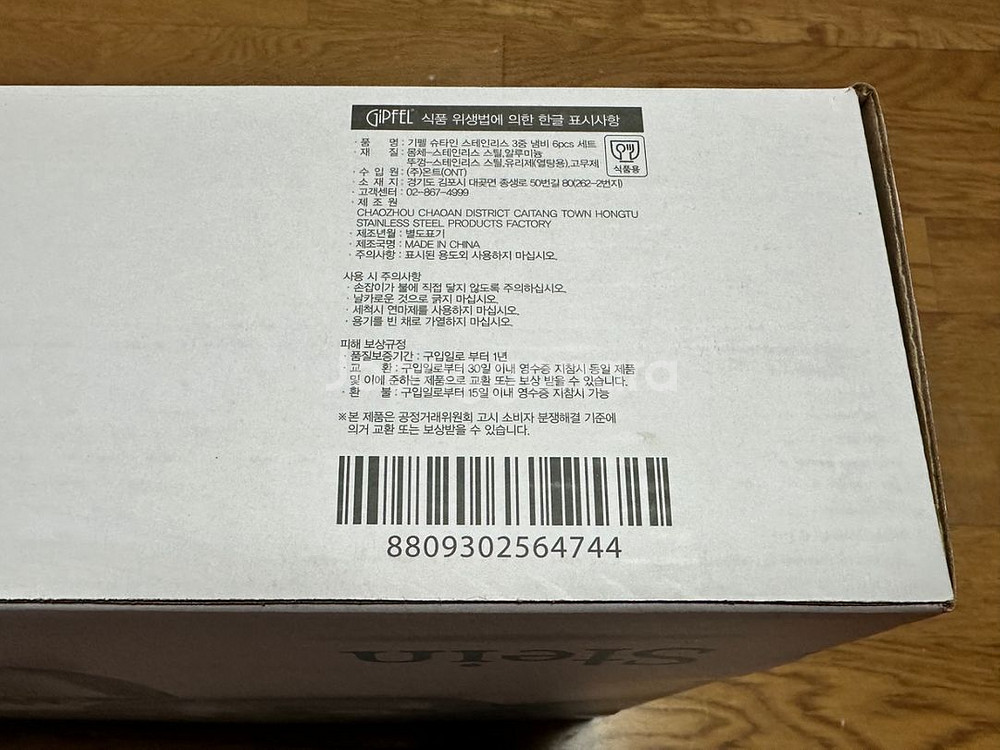 GiPFEL 식품 위생법에 의한 한글 표시사항
· 품 명 : 기펠 슈타인 스테인리스 3중 냄비 6pcs 세트
· 재 질 : 몸체-스테인리스 스틸,알루미늄
뚜껑-스테인리스 스틸,유리제(열탕용),고무제
식품용
· 수 입 원 : (주)온트(ONT)
· 소 재 지 : 경기도 김포시 대곶면 종생로 50번길 80(262-2번지)
· 고객센터 : 02-867-4999
· 제 조 원
CHAOZHOU CHAOAN DISTRICT CAITANG TOWN HONGTU
STAINLESS STEEL PRODUCTS FACTORY
· 제조년월 : 별도표기
· 제조국명 : MADE IN CHINA
· 주의사항 : 표시된 용도외 사용하지 마십시오.
사용 시 주의사항
· 손잡이가 불에 직접 닿지 않도록 주의하십시오.
· 날카로운 것으로 긁지 마십시오.
· 세척시 연마제를 사용하지 마십시오.
· 용기를 빈 채로 가열하지 마십시오.
피해 보상규정
· 품질보증기간 : 구입일로 부터 1년
· 교 환 : 구입일로부터 30일 이내 영수증 지참시 동일 제품
및 이에 준하는 제품으로 교환 또는 보상 받을 수 있습니다.
· 환 불 : 구입일로부터 15일 이내 영수증 지참시 가능
※본 제품은 공정거래위원회 고시 소비자 분쟁해결 기준에
의거 교환 또는 보상받을 수 있습니다.
8809302564744
Stein